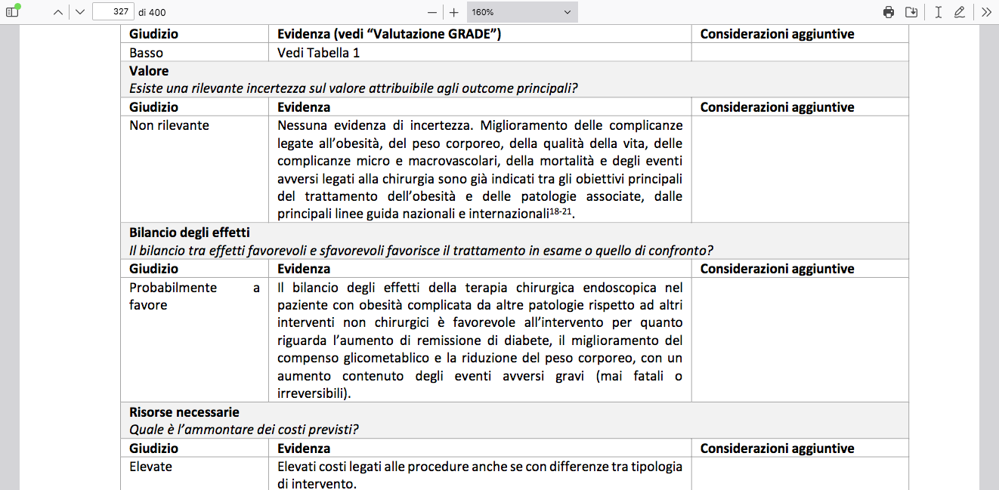 327 di 400
160%
Giudizio Evidenza (vedi “Valutazione GRADE”) Considerazioni aggiuntive
Basso Vedi Tabella 1
Valore
Esiste una rilevante incertezza sul valore attribuibile agli outcome principali?
Giudizio Evidenza Considerazioni aggiuntive
Non rilevante Nessuna evidenza di incertezza. Miglioramento delle complicanze
legate all’obesità, del peso corporeo, della qualità della vita, delle
complicanze micro e macrovascolari, della mortalità e degli eventi
avversi legati alla chirurgia sono già indicati tra gli obiettivi principali
del trattamento dell’obesità e delle patologie associate, dalle
principali linee guida nazionali e internazionali18-21.
Bilancio degli effetti
Il bilancio tra effetti favorevoli e sfavorevoli favorisce il trattamento in esame o quello di confronto?
Giudizio Evidenza Considerazioni aggiuntive
Probabilmente a Il bilancio degli effetti della terapia chirurgica endoscopica nel
favore paziente con obesità complicata da altre patologie rispetto ad altri
interventi non chirurgici è favorevole all’intervento per quanto
riguarda l’aumento di remissione di diabete, il miglioramento del
compenso glicometablico e la riduzione del peso corporeo, con un
aumento contenuto degli eventi avversi gravi (mai fatali o
irreversibili).
Risorse necessarie
Quale è l’ammontare dei costi previsti?
Giudizio Evidenza Considerazioni aggiuntive
Elevate Elevati costi legati alle procedure anche se con differenze tra tipologia
di intervento.